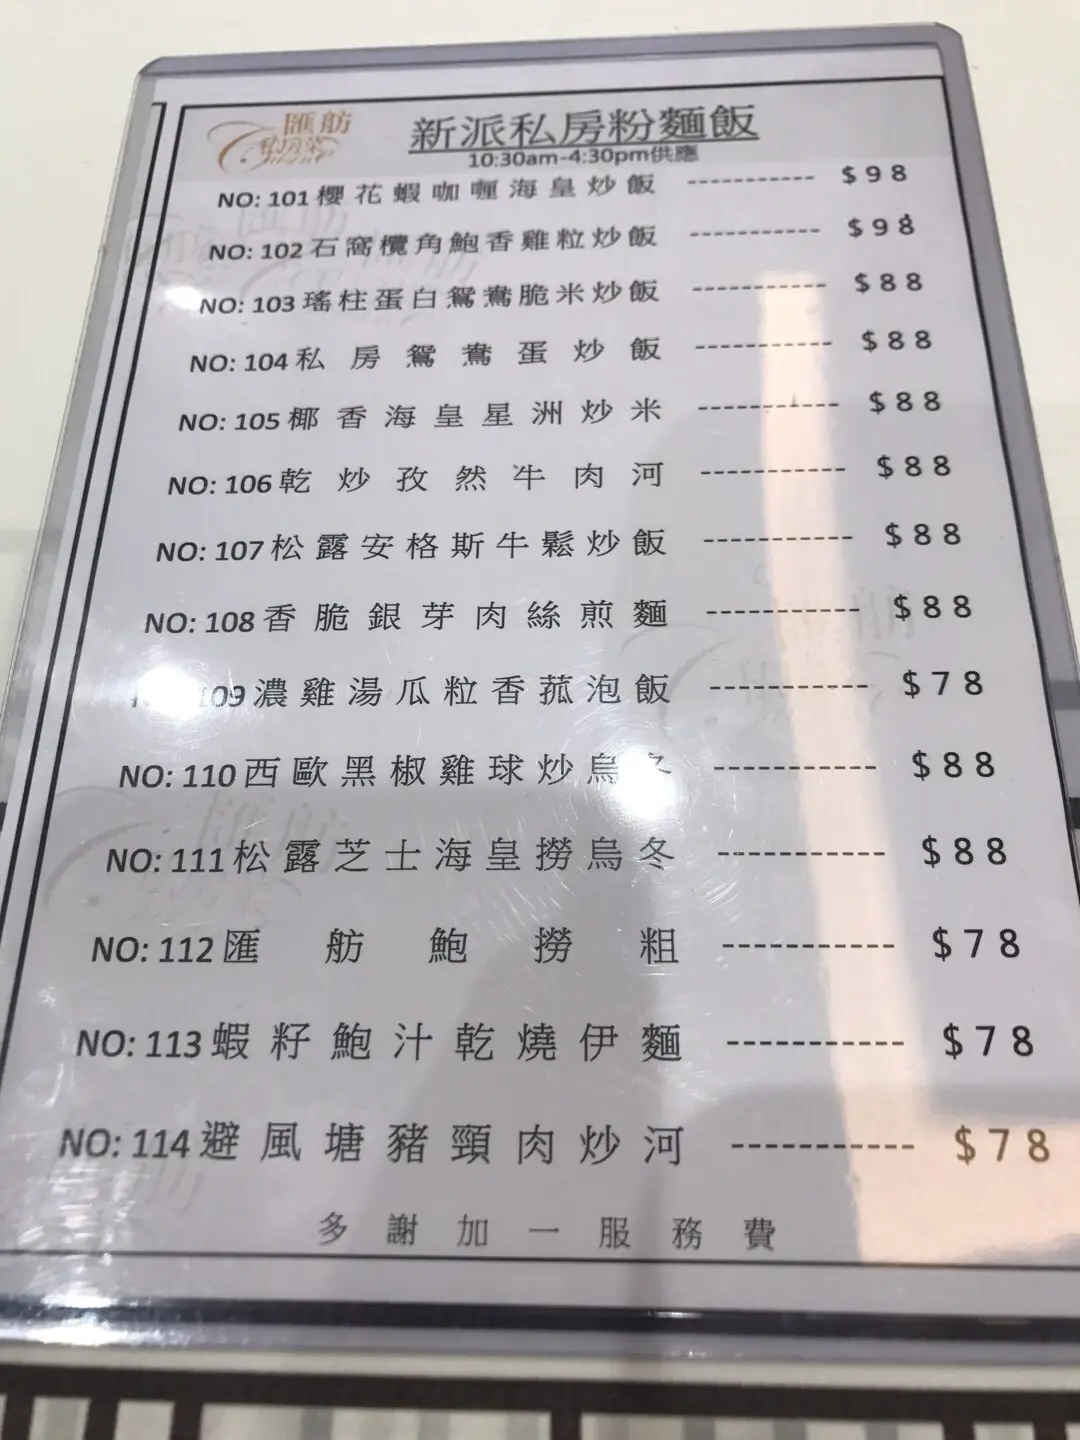 匯舫
私房菜
新派私房粉麵飯
10:30am-4:30pm供應
NO: 101 櫻花蝦咖喱海皇炒飯 ----------- $98
NO: 102 石窩欖角鮑香雞粒炒飯 ----------- $98
NO: 103 瑤柱蛋白鴛鴦脆米炒飯 ----------- $88
NO: 104 私房鴛鴦蛋炒飯 ----------- $88
NO: 105 椰香海皇星洲炒米 ----------- $88
NO: 106 乾炒孜然牛肉河 ----------- $88
NO: 107 松露安格斯牛鬆炒飯 ----------- $88
NO: 108 香脆銀芽肉絲煎麵 ----------- $88
109 濃雞湯瓜粒香菰泡飯 ----------- $78
NO: 110 西歐黑椒雞球炒烏冬 ----------- $88
NO: 111 松露芝士海皇撈烏冬 ----------- $88
NO: 112 匯舫鮑撈粗 ----------- $78
NO: 113 蝦籽鮑汁乾燒伊麵 ----------- $78
NO: 114 避風塘豬頸肉炒河 ----------- $78
多謝加一服務費